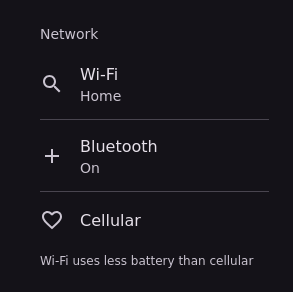 Network
Wi-Fi
Home
Bluetooth
On
Cellular
Wi-Fi uses less battery than cellular